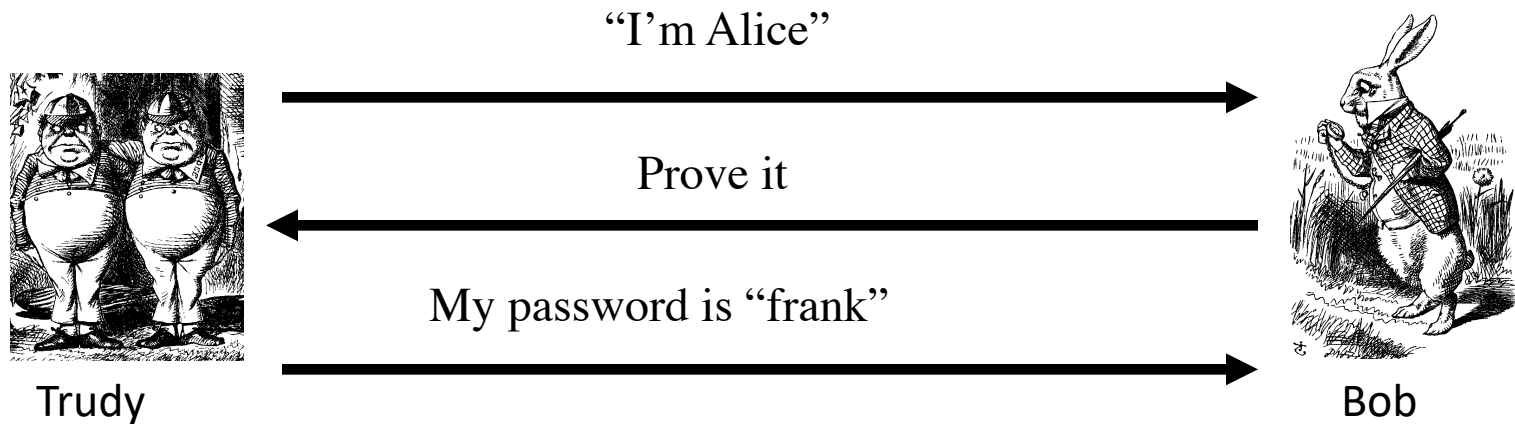 “I’m Alice”
Prove it
My password is “frank”
Trudy
Bob